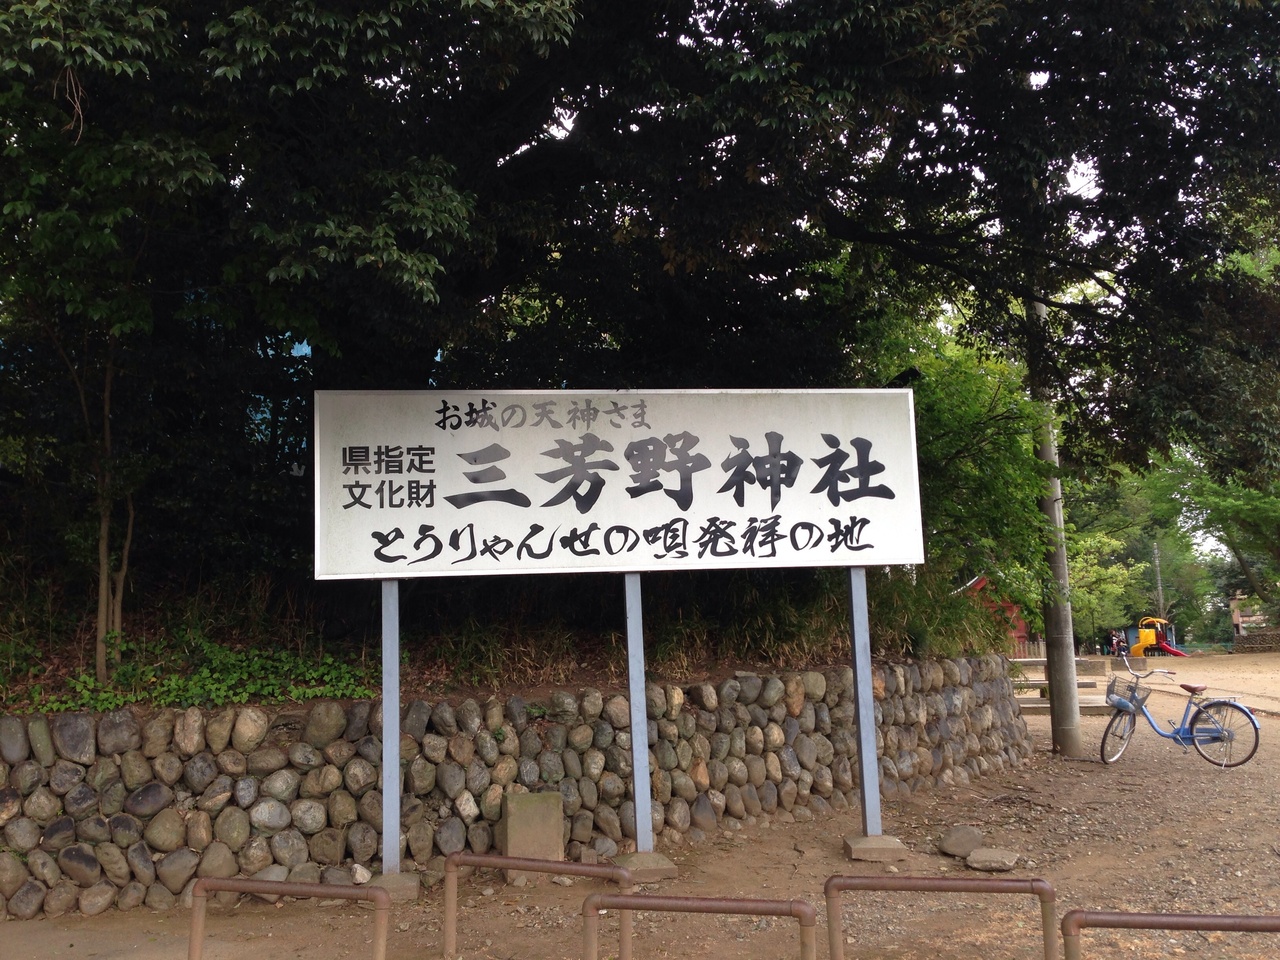 お城の天神さま
県指定
文化財
三芳野神社
とうりゃんせの唄発祥の地